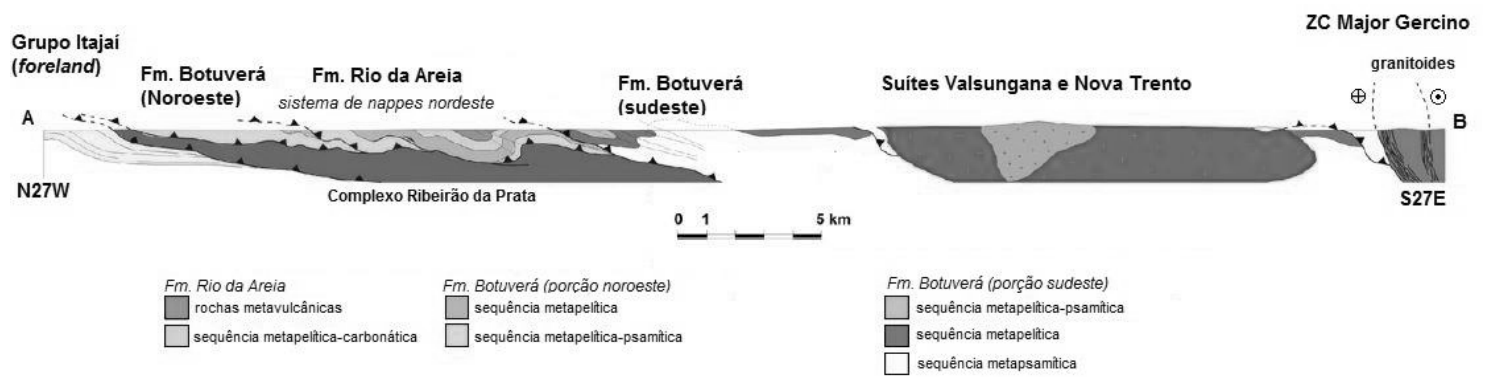 ZC Major Gercino
Grupo Itajaí
(foreland)
Fm. Botuverá
(Noroeste)
Fm. Rio da Areia
sistema de nappes nordeste
Fm. Botuverá
(sudeste)
Suítes Valsungana e Nova Trento
granitoides
A
B
N27W
Complexo Ribeirão da Prata
S27E
0 1 5 km
Fm. Rio da Areia
rochas metavulcânicas
sequência metapelítica-carbonática
Fm. Botuverá (porção noroeste)
sequência metapelítica
sequência metapelítica-psamítica
Fm. Botuverá (porção sudeste)
sequência metapelítica-psamítica
sequência metapelítica
sequência metapsamítica